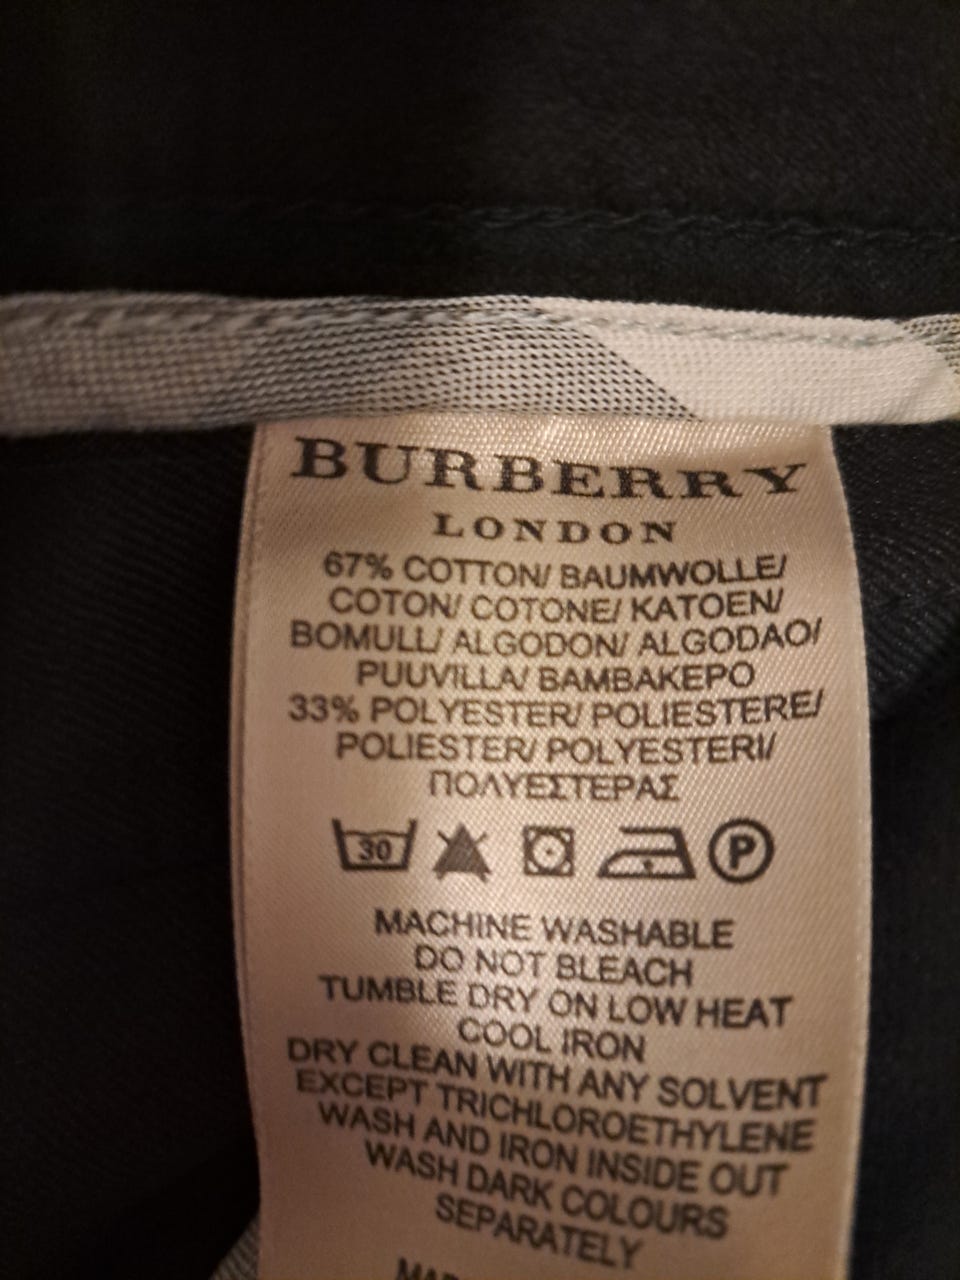 BURBERRY
LONDON
67% COTTON/ BAUMWOLLE/
COTON/ COTONE/ KATOEN/
BOMULL/ ALGODON/ ALGODAO/
PUUVILLA/ BAMBAKEPO
33% POLYESTER/ POLIESTERE/
POLIESTER/ POLYESTERI/
ΠΟΛΥΕΣΤΕΡΑΣ
30 P
MACHINE WASHABLE
DO NOT BLEACH
TUMBLE DRY ON LOW HEAT
COOL IRON
DRY CLEAN WITH ANY SOLVENT
EXCEPT TRICHLOROETHYLENE
WASH AND IRON INSIDE OUT
WASH DARK COLOURS
SEPARATELY